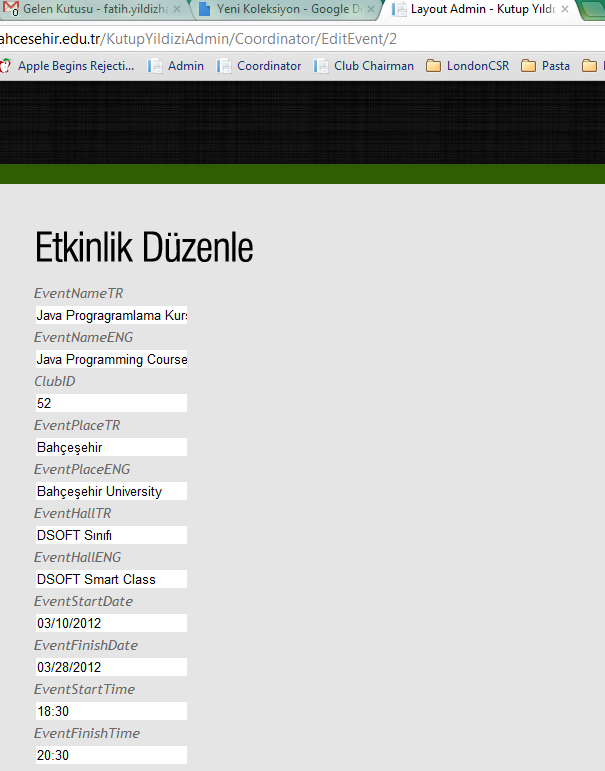 Gelen Kutusu - fatih.yildizha
Yeni Koleksiyon - Google D
Layout Admin - Kutup Yıldı
ahcesehir.edu.tr/KutupYildiziAdmin/Coordinator/EditEvent/2
Apple Begins Rejecti... Admin Coordinator Club Chairman LondonCSR Pasta
Etkinlik Düzenle
EventNameTR
Java Progragramlama Kurs
EventNameENG
Java Programming Course
ClubID
52
EventPlaceTR
Bahçeşehir
EventPlaceENG
Bahçeşehir University
EventHallTR
DSOFT Sınıfı
EventHallENG
DSOFT Smart Class
EventStartDate
03/10/2012
EventFinishDate
03/28/2012
EventStartTime
18:30
EventFinishTime
20:30